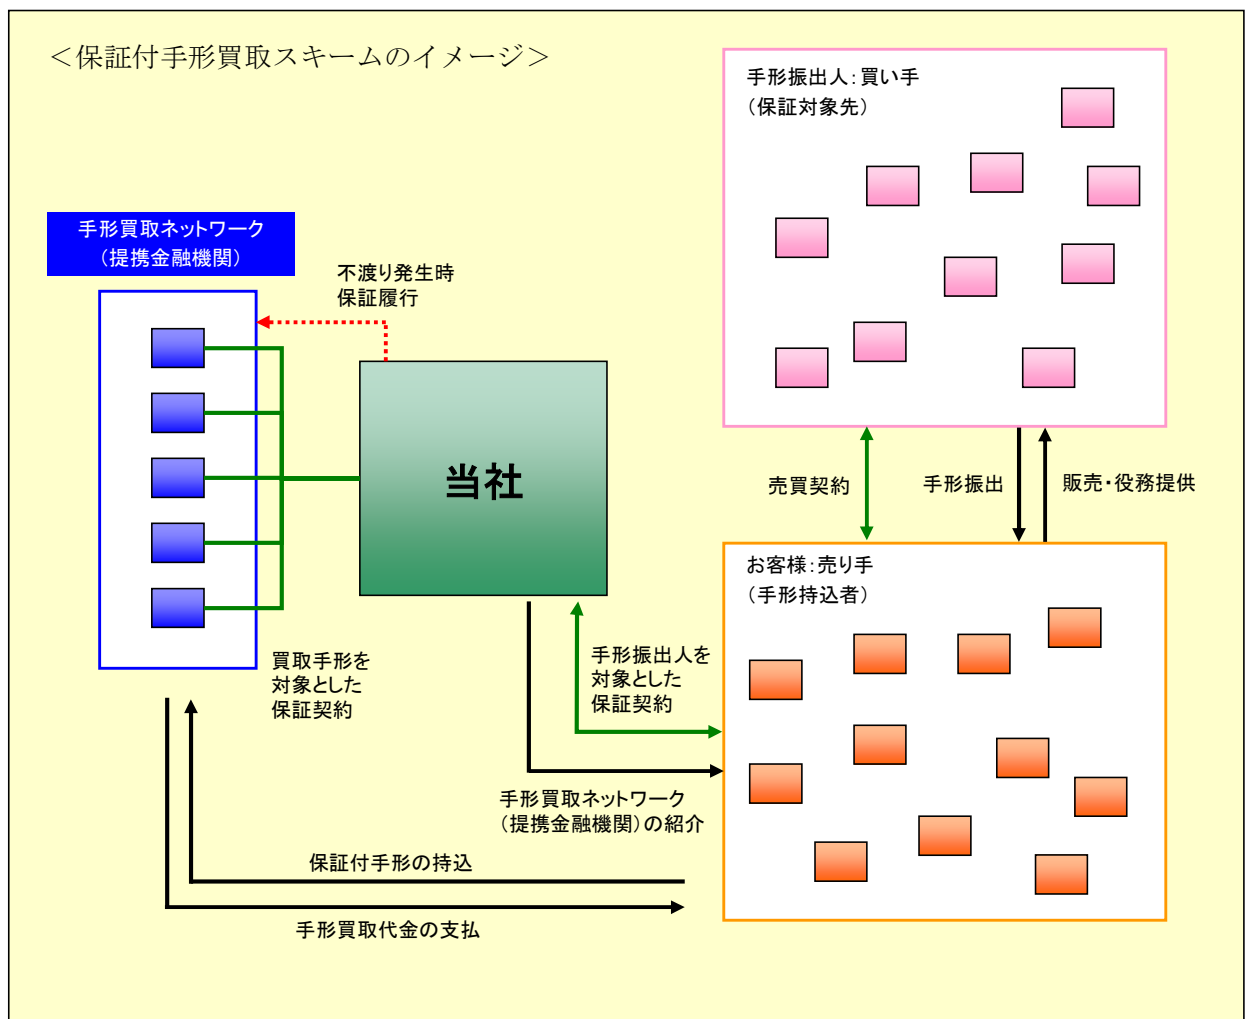 ＜保証付手形買取スキームのイメージ＞
手形振出人：買い手
（保証対象先）
手形買取ネットワーク
（提携金融機関）
不渡り発生時
保証履行
当社
売買契約
手形振出
販売・役務提供
お客様：売り手
（手形持込者）
買取手形を
対象とした
保証契約
手形振出人を
対象とした
保証契約
手形買取ネットワーク
（提携金融機関）の紹介
保証付手形の持込
手形買取代金の支払